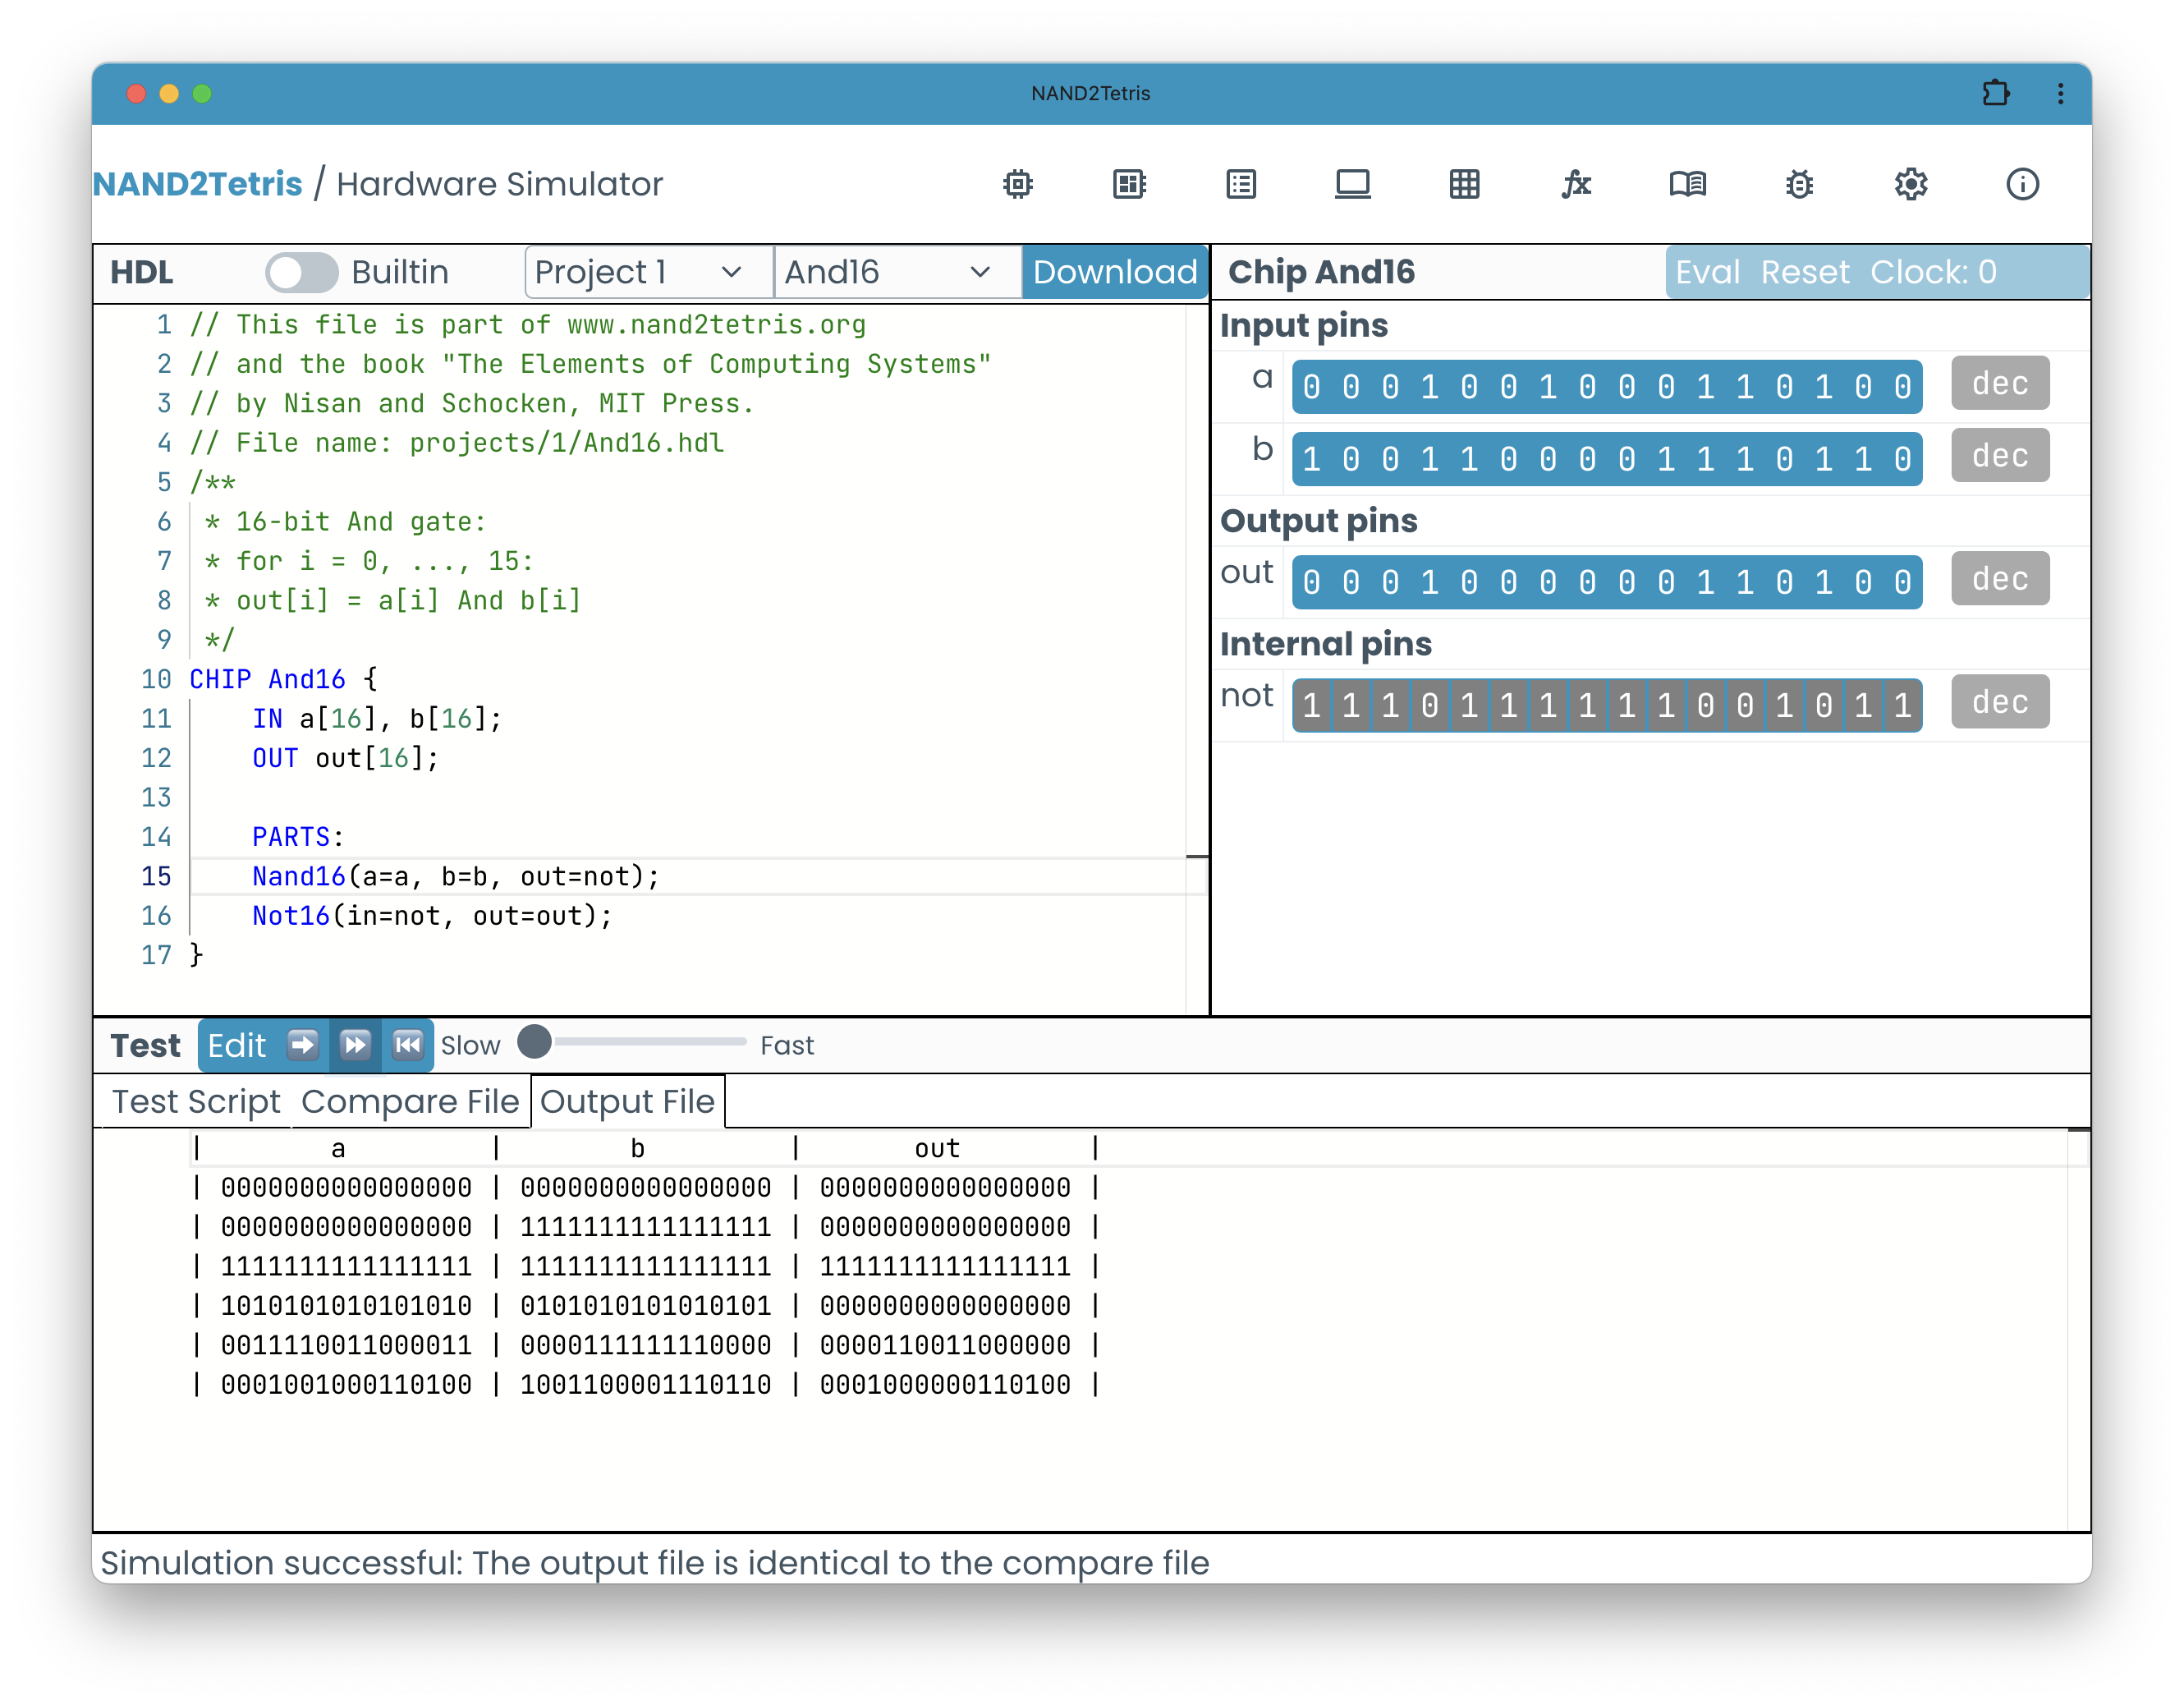 NAND2Tetris
NAND2Tetris / Hardware Simulator
HDL Builtin Project 1 And16 Download
1 // This file is part of www.nand2tetris.org
2 // and the book "The Elements of Computing Systems"
3 // by Nisan and Schocken, MIT Press.
4 // File name: projects/1/And16.hdl
5 /**
6 * 16-bit And gate:
7 * for i = 0, ..., 15:
8 * out[i] = a[i] And b[i]
9 */
10 CHIP And16 {
11 IN a[16], b[16];
12 OUT out[16];
13
14 PARTS:
15 Nand16(a=a, b=b, out=not);
16 Not16(in=not, out=out);
17 }
Chip And16 Eval Reset Clock: 0
Input pins
a 0 0 0 1 0 0 1 0 0 0 1 1 0 1 0 0 dec
b 1 0 0 1 1 0 0 0 0 1 1 1 0 1 1 0 dec
Output pins
out 0 0 0 1 0 0 0 0 0 0 1 1 0 1 0 0 dec
Internal pins
not 1 1 1 0 1 1 1 1 1 1 0 0 1 0 1 1 dec
Test Edit Slow Fast
Test Script Compare File Output File
| a | b | out |
| 0000000000000000 | 0000000000000000 | 0000000000000000 |
| 0000000000000000 | 1111111111111111 | 0000000000000000 |
| 1111111111111111 | 1111111111111111 | 1111111111111111 |
| 1010101010101010 | 0101010101010101 | 0000000000000000 |
| 0011110011000011 | 0000111111110000 | 0000110011000000 |
| 0001001000110100 | 1001100001110110 | 0001000000110100 |
Simulation successful: The output file is identical to the compare file